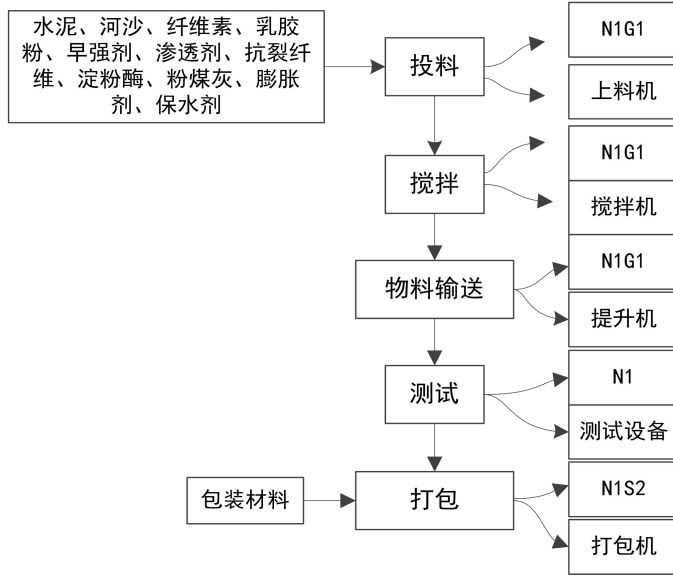 水泥、河沙、纤维素、乳胶
粉、早强剂、渗透剂、抗裂纤
维、淀粉酶、粉煤灰、膨胀
剂、保水剂
投料
N1G1
上料机
搅拌
N1G1
搅拌机
物料输送
N1G1
提升机
测试
N1
测试设备
包装材料
打包
N1S2
打包机